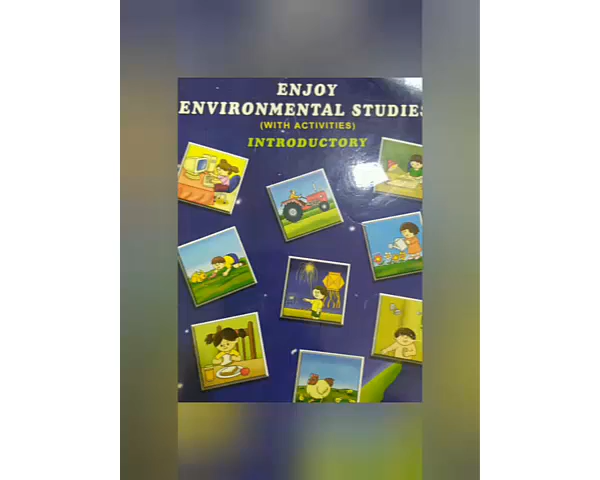 ENJOY
ENVIRONMENTAL STUDIES
(WITH ACTIVITIES)
INTRODUCTORY